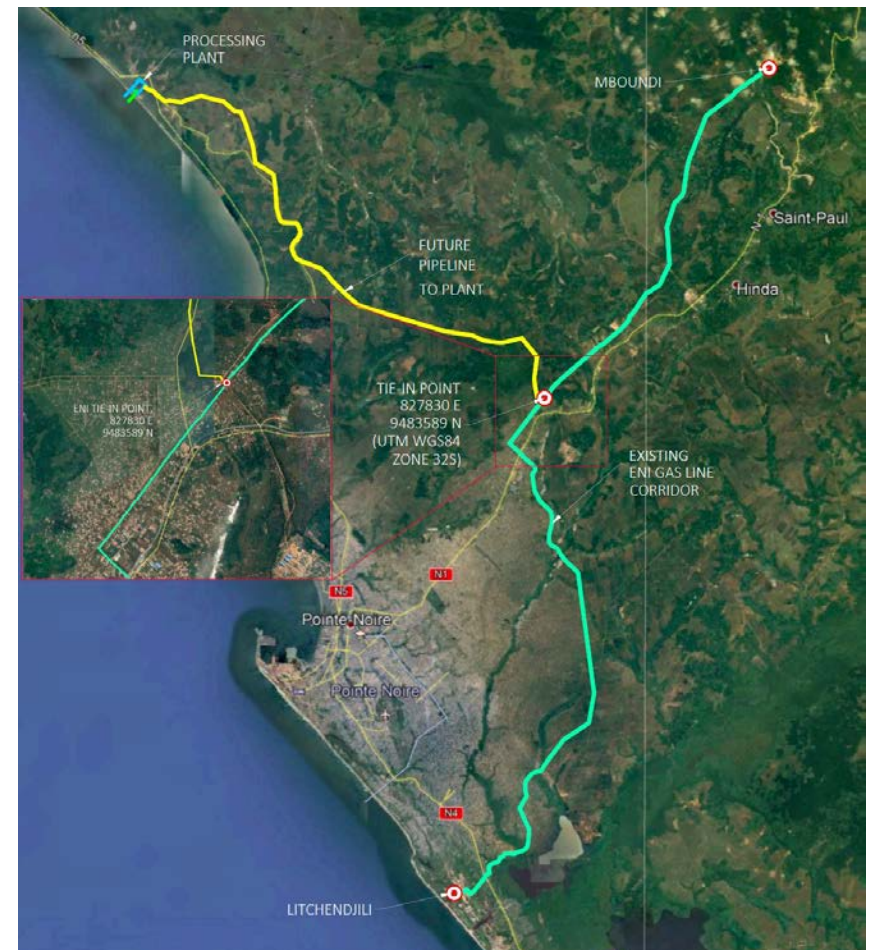 PROCESSING
PLANT
MBOUNDI
Saint-Paul
FUTURE
PIPELINE
TO PLANT
Hinda
TIE-IN POINT
827830 E
9483589 N
(UTM WGS84
ZONE 32S)
ENI TIE-IN POINT
827830 E
9483589 N
EXISTING
ENI GAS LINE
CORRIDOR
N1
N5
Pointe-Noire
Pointe Noire
N4
LITCHENDJILI